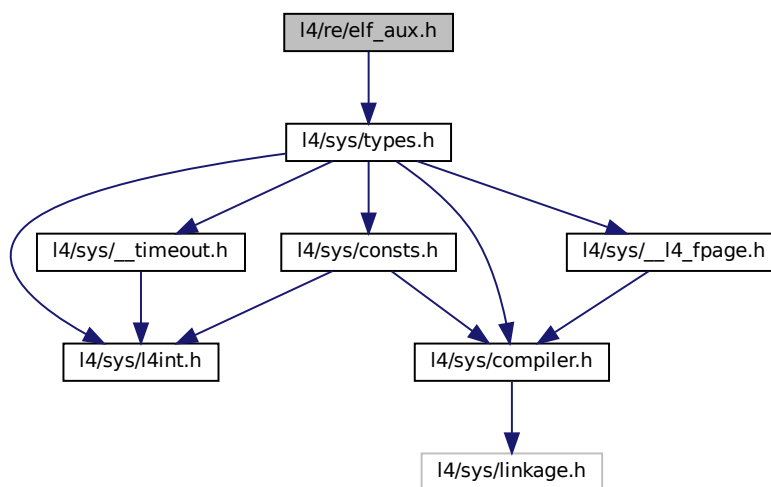 l4/re/elf_aux.h
l4/sys/types.h
l4/sys/__timeout.h
l4/sys/consts.h
l4/sys/__l4_fpage.h
l4/sys/l4int.h
l4/sys/compiler.h
l4/sys/linkage.h